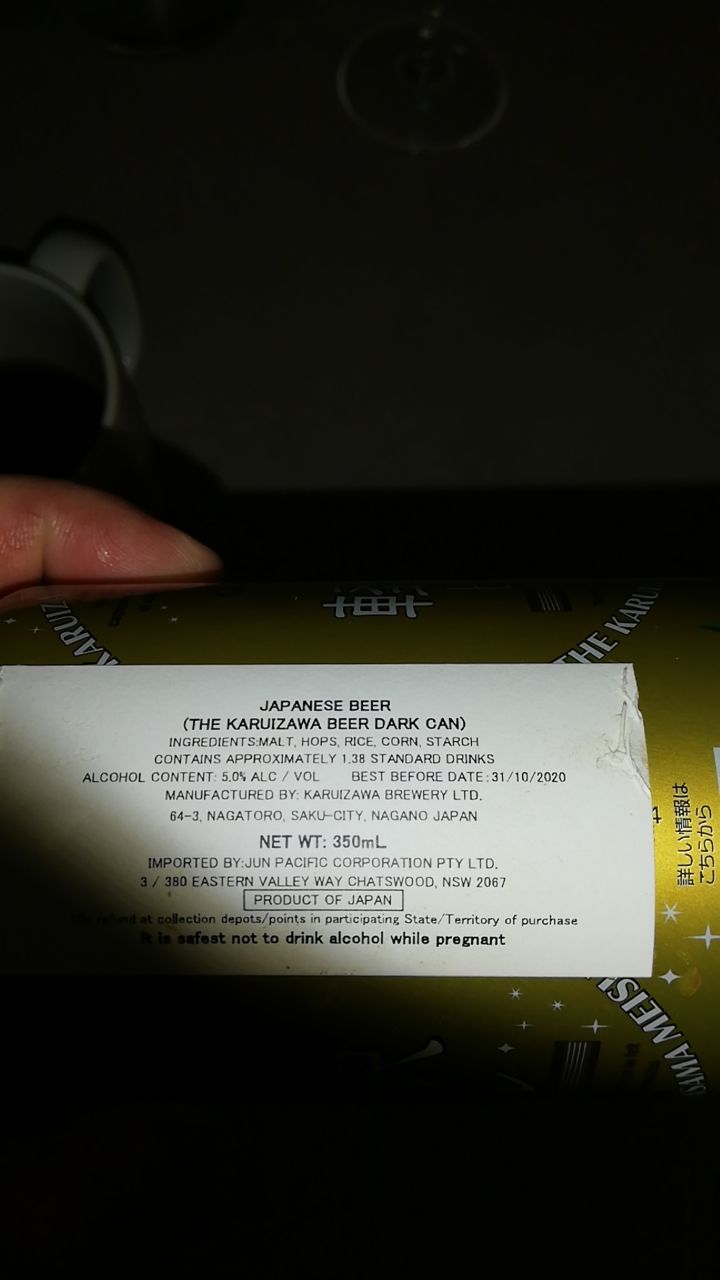 JAPANESE BEER
(THE KARUIZAWA BEER DARK CAN)
INGREDIENTS:MALT, HOPS, RICE, CORN, STARCH
CONTAINS APPROXIMATELY 1.38 STANDARD DRINKS
ALCOHOL CONTENT: 5.0% ALC / VOL BEST BEFORE DATE:31/10/2020
MANUFACTURED BY: KARUIZAWA BREWERY LTD.
64-3, NAGATORO, SAKU-CITY, NAGANO JAPAN
NET WT: 350mL
IMPORTED BY:JUN PACIFIC CORPORATION PTY LTD.
3 / 380 EASTERN VALLEY WAY CHATSWOOD, NSW 2067
PRODUCT OF JAPAN
refund at collection depots/points in participating State/Territory of purchase
It is safest not to drink alcohol while pregnant
THE KARU
KARUIZ
詳しい情報は
こちらから